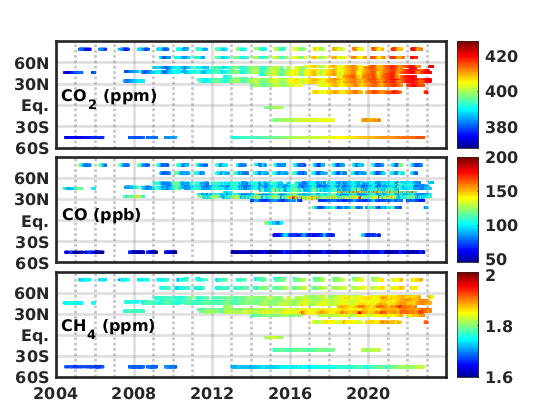 60N
30N
Eq.
30S
60S
CO2 (ppm)
420
400
380
60N
30N
Eq.
30S
60S
CO (ppb)
200
150
100
50
60N
30N
Eq.
30S
60S
CH4 (ppm)
2
1.8
1.6
2004 2008 2012 2016 2020